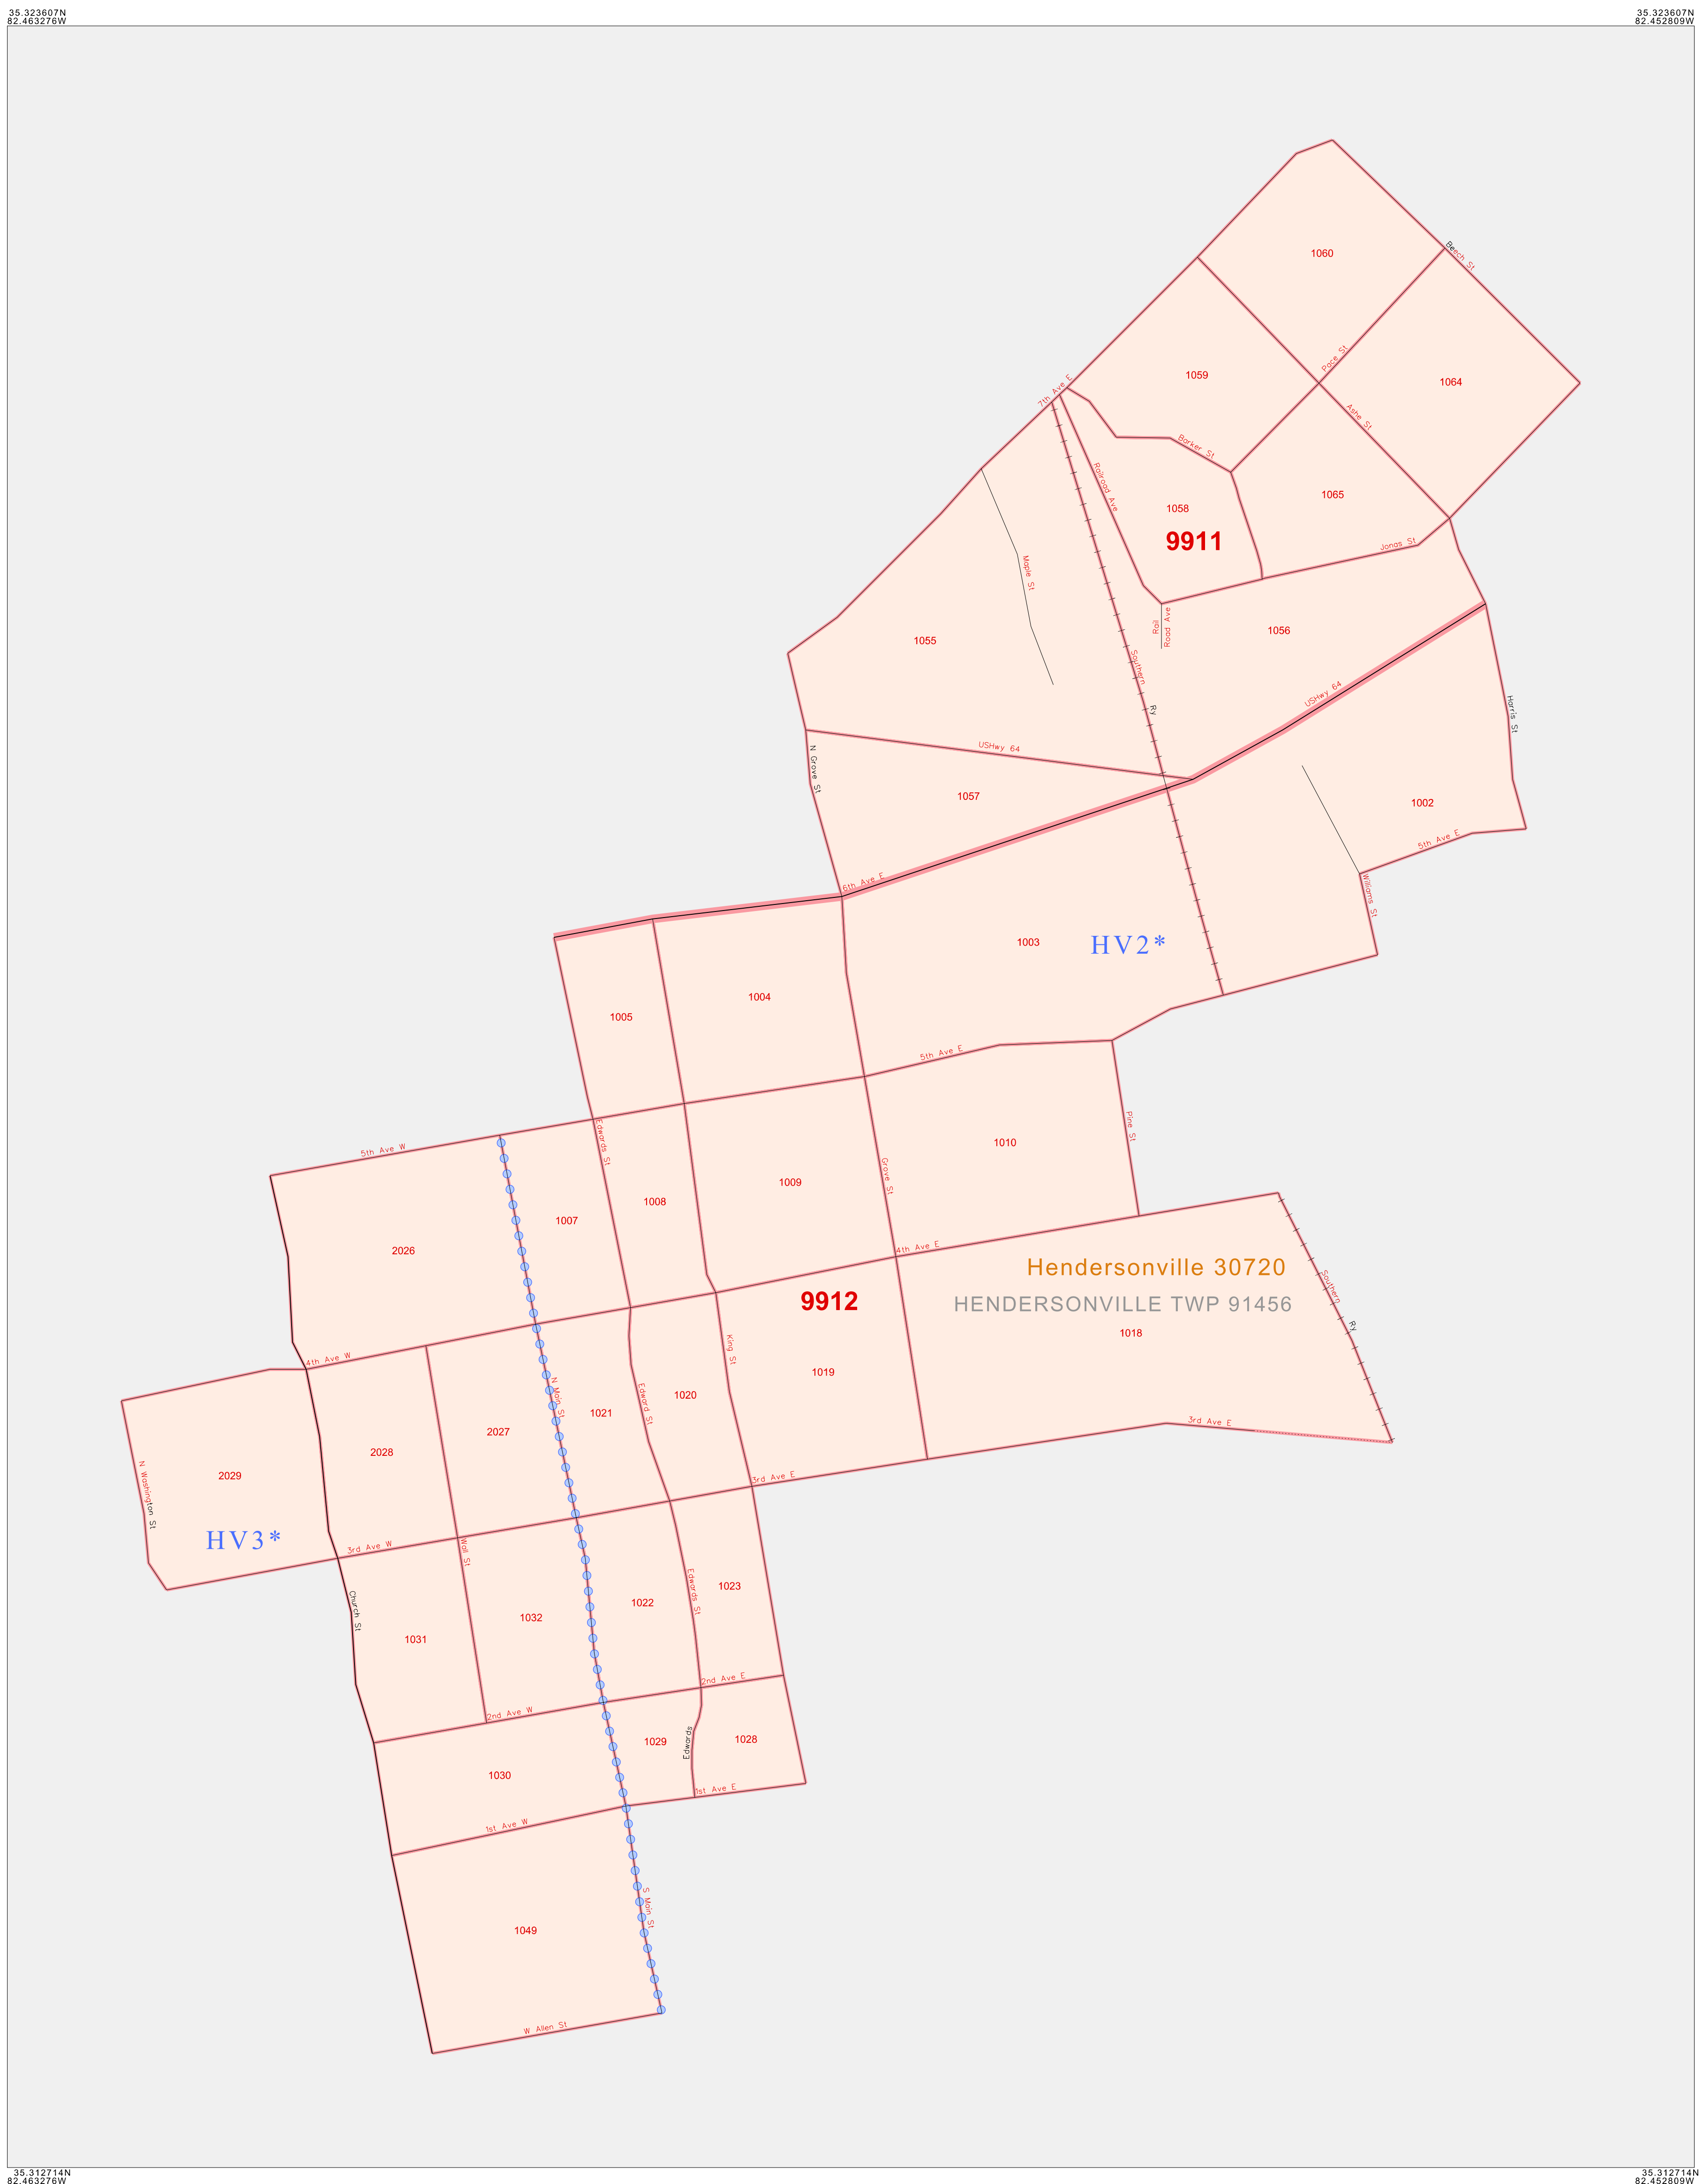 35.323607N
82.463276W
35.323607N
82.452809W
1060
Beech St
Pace St
1059
1064
7th Ave E
Ashe St
Barker St
Railroad Ave
1065
1058
9911
Jonas St
Maple St
Rail
Road Ave
1056
1055
Southern
Ry
USHwy 64
Harris St
USHwy 64
N Grove St
1057
1002
5th Ave E
6th Ave E
Williams St
1003
HV2*
1004
1005
5th Ave E
Edwards St
Pine St
1010
5th Ave W
1009
Grove St
1008
1007
2026
4th Ave E
Hendersonville 30720
9912
HENDERSONVILLE TWP 91456
Southern
Ry
1018
King St
4th Ave W
1019
N Main St
Edward St
1020
1021
3rd Ave E
2027
2028
2029
3rd Ave E
N Washington St
HV3*
3rd Ave W
Wall St
1023
Edwards St
1022
1032
Church St
1031
2nd Ave E
2nd Ave W
1029
Edwards
1028
1030
1st Ave E
1st Ave W
S Main St
1049
W Allen St
35.312714N
82.463276W
35.312714N
82.452809W